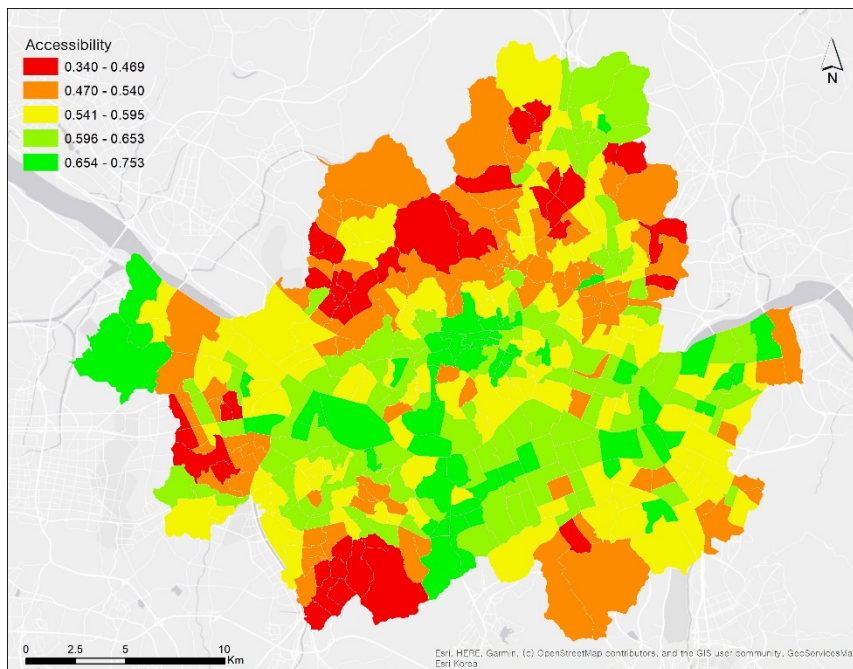 Accessibility
0.340 - 0.469
0.470 - 0.540
0.541 - 0.595
0.596 - 0.653
0.654 - 0.753
N
0 2.5 5 10
Km
Esri, HERE, Garmin, (c) OpenStreetMap contributors, and the GIS user community, GeoServicesMa
Esri Korea